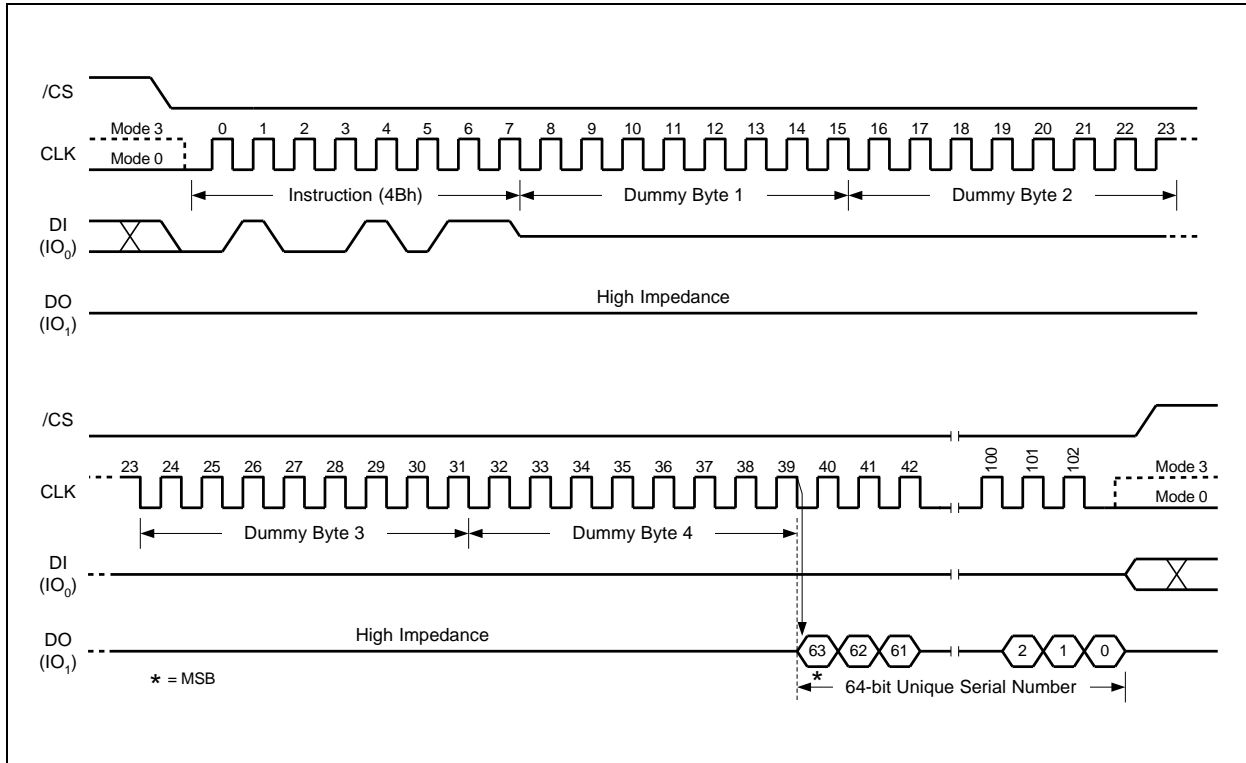 /CS
Mode 3
0 1 2 3 4 5 6 7 8 9 10 11 12 13 14 15 16 17 18 19 20 21 22 23
CLK
Mode 0
Instruction (4Bh) Dummy Byte 1 Dummy Byte 2
DI
(IO0)
High Impedance
DO
(IO1)
/CS
23 24 25 26 27 28 29 30 31 32 33 34 35 36 37 38 39 40 41 42 100 101 102
Mode 3
CLK
Mode 0
Dummy Byte 3 Dummy Byte 4
DI
(IO0)
High Impedance
DO
(IO1)
63 62 61 2 1 0
* = MSB
*
64-bit Unique Serial Number